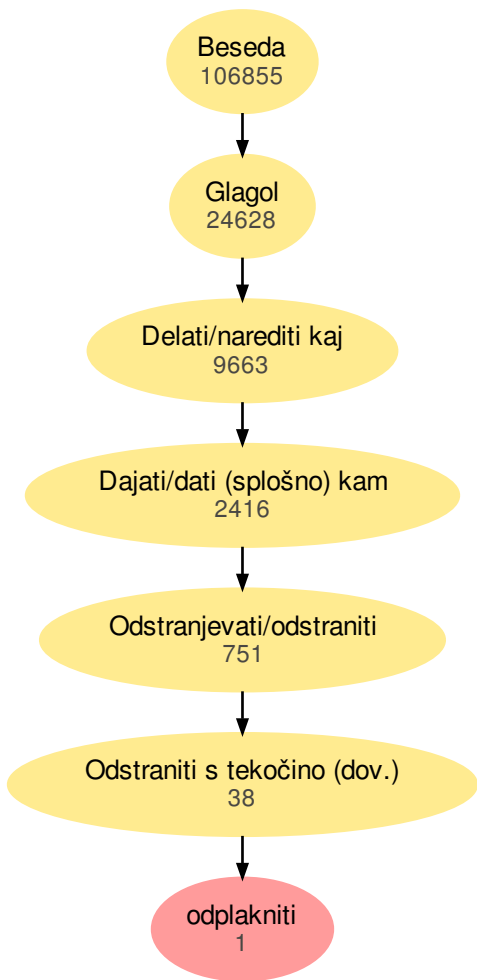 Beseda
106855
Glagol
24628
Delati/narediti kaj
9663
Dajati/dati (splošno) kam
2416
Odstranjevati/odstraniti
751
Odstraniti s tekočino (dov.)
38
odplakniti
1